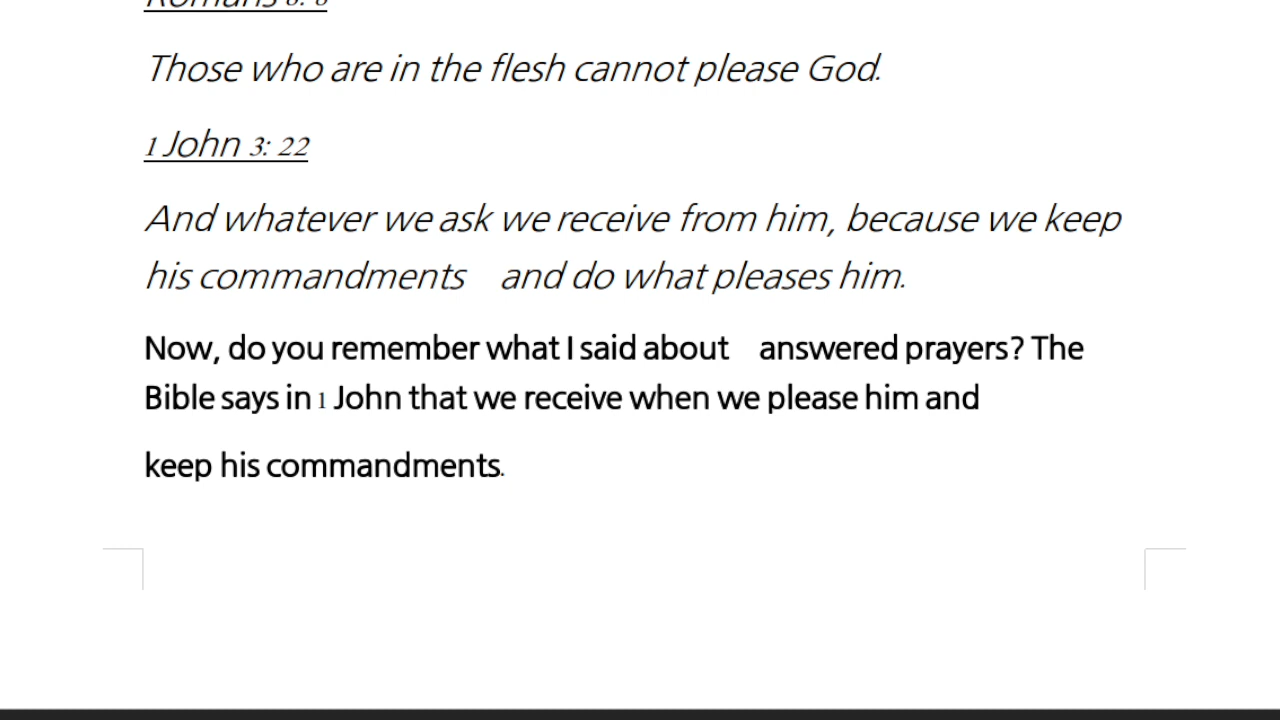 Romans 8: 8
Those who are in the flesh cannot please God.
1 John 3: 22
And whatever we ask we receive from him, because we keep
his commandments and do what pleases him.
Now, do you remember what I said about answered prayers? The
Bible says in 1 John that we receive when we please him and
keep his commandments.